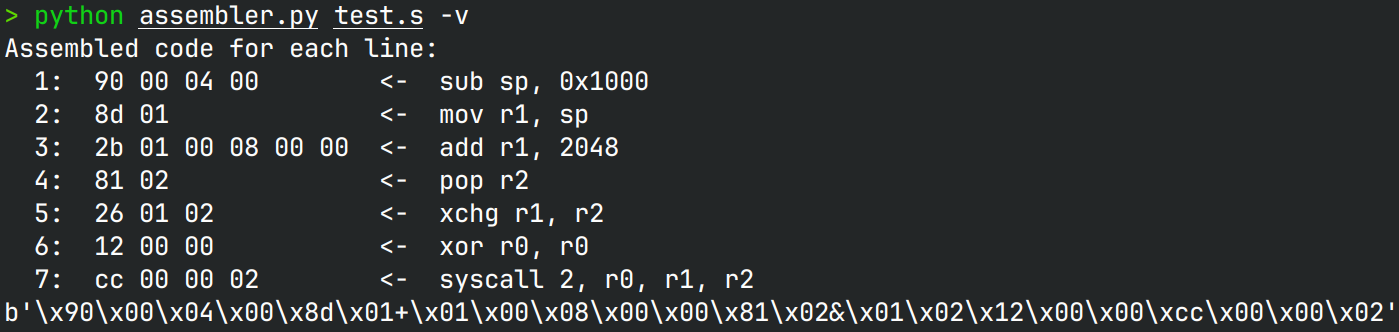 > python assembler.py test.s -v
Assembled code for each line:
  1:  90 00 04 00        <-  sub sp, 0x1000
  2:  8d 01              <-  mov r1, sp
  3:  2b 01 00 08 00 00  <-  add r1, 2048
  4:  81 02              <-  pop r2
  5:  26 01 02           <-  xchg r1, r2
  6:  12 00 00           <-  xor r0, r0
  7:  cc 00 00 02        <-  syscall 2, r0, r1, r2
b'\x90\x00\x04\x00\x8d\x01+\x01\x00\x08\x00\x00\x81\x02&\x01\x02\x12\x00\x00\xcc\x00\x00\x02'